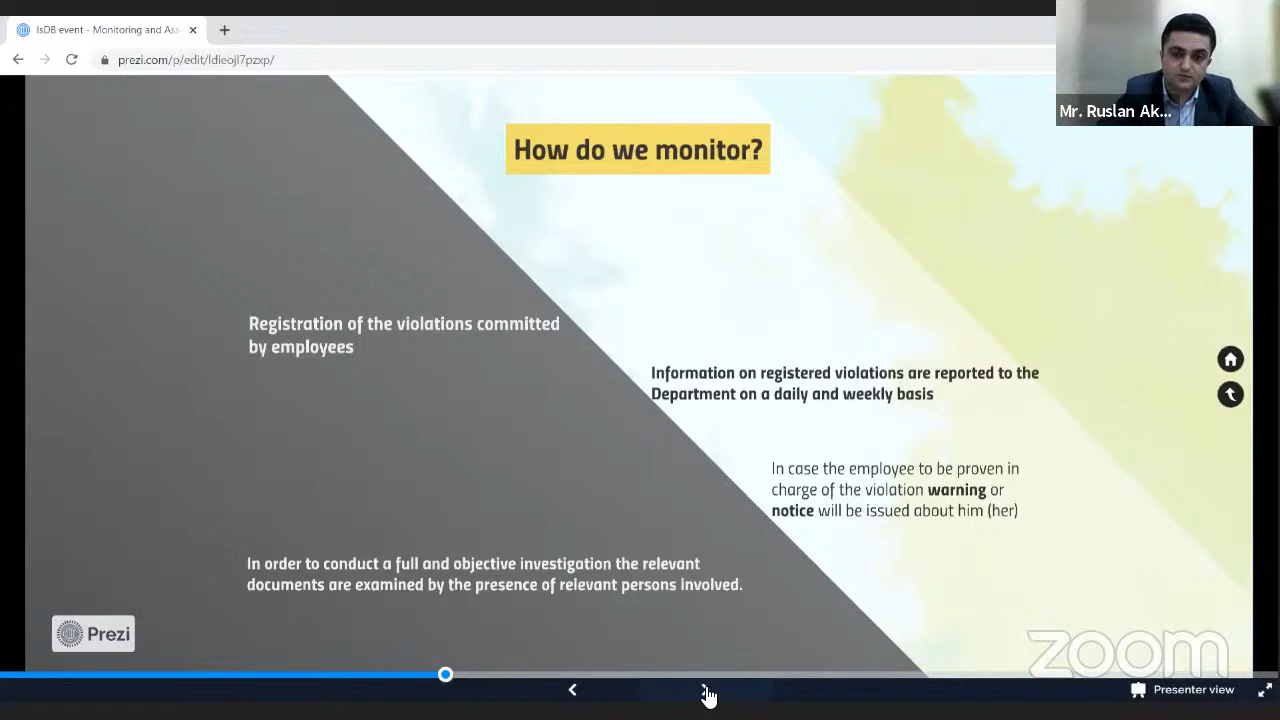 IsDB event - Monitoring and Ass
prezi.com/p/edit/ldieojl7pzxp/
Mr. Ruslan Ak...
How do we monitor?
Registration of the violations committed
by employees
Information on registered violations are reported to the
Department on a daily and weekly basis
In case the employee to be proven in
charge of the violation warning or
notice will be issued about him (her)
In order to conduct a full and objective investigation the relevant
documents are examined by the presence of relevant persons involved.
Prezi
zoom
Presenter view